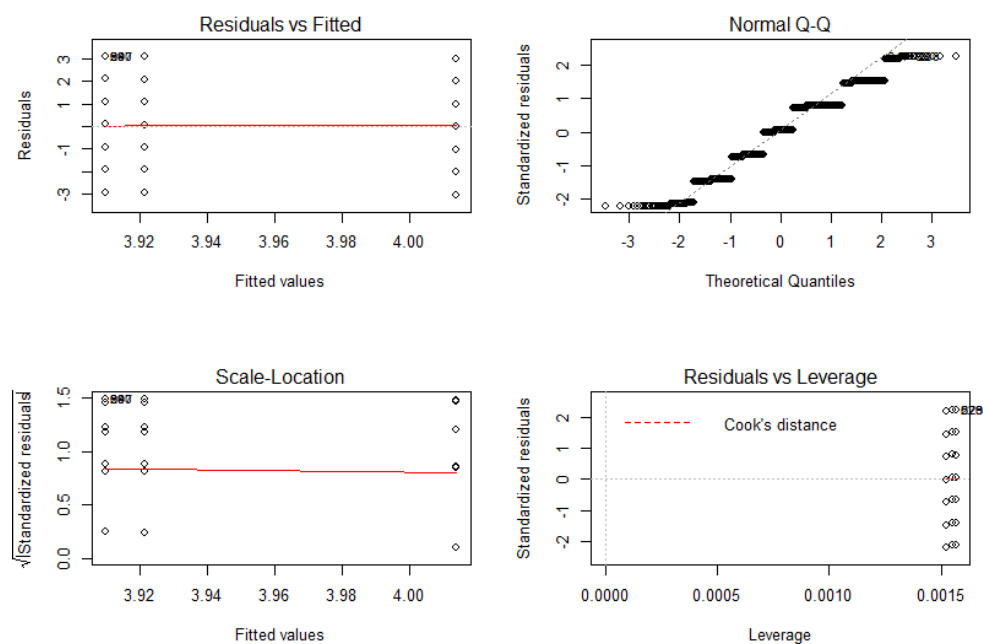 Residuals vs Fitted
Residuals
3
1
-1
-3
3.92 3.94 3.96 3.98 4.00
Fitted values
Normal Q-Q
Standardized residuals
2
1
0
-1
-2
-3 -2 -1 0 1 2 3
Theoretical Quantiles
Scale-Location
√|Standardized residuals|
1.5
1.0
0.5
0.0
3.92 3.94 3.96 3.98 4.00
Fitted values
Residuals vs Leverage
Standardized residuals
2
1
0
-1
-2
Cook's distance
0.0000 0.0005 0.0010 0.0015
Leverage